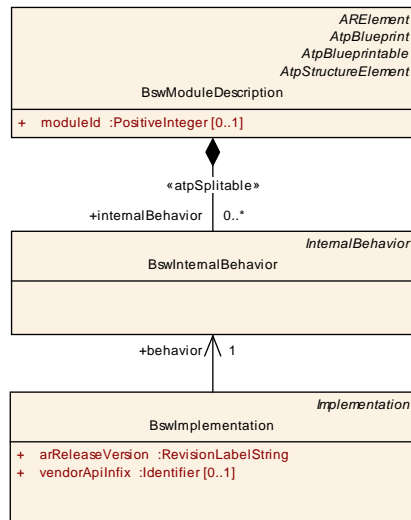 ARElement
AtpBlueprint
AtpBlueprintable
AtpStructureElement
BswModuleDescription
+ moduleId :PositiveInteger [0..1]
«atpSplitable»
+internalBehavior 0..*
InternalBehavior
BswInternalBehavior
+behavior 1
Implementation
BswImplementation
+ arReleaseVersion :RevisionLabelString
+ vendorApiInfix :Identifier [0..1]